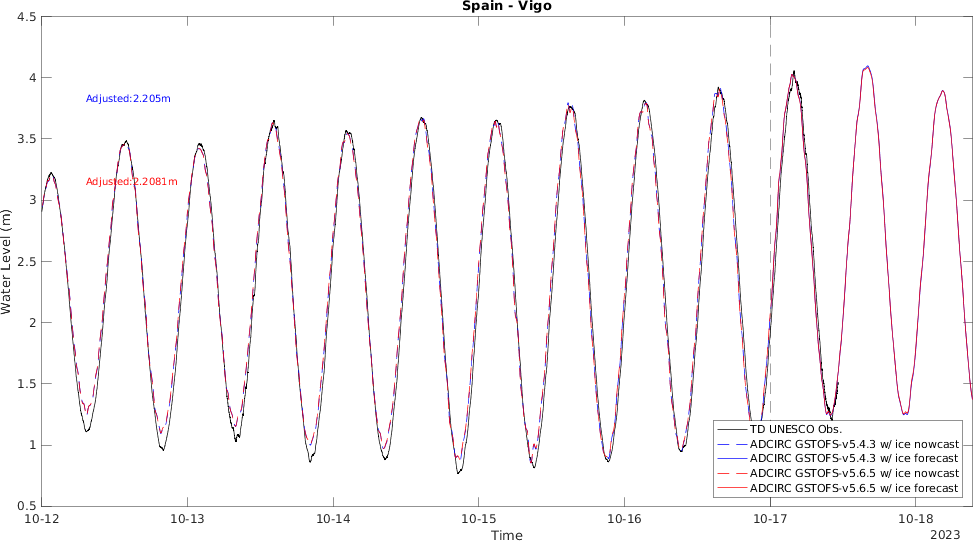 Spain - Vigo
4.5
4
3.5
3
2.5
2
1.5
1
0.5
Water Level (m)
Adjusted:2.205m
Adjusted:2.2081m
TD UNESCO Obs.
ADCIRC GSTOFS-v5.4.3 w/ ice nowcast
ADCIRC GSTOFS-v5.4.3 w/ ice forecast
ADCIRC GSTOFS-v5.6.5 w/ ice nowcast
ADCIRC GSTOFS-v5.6.5 w/ ice forecast
10-12 10-13 10-14 10-15 10-16 10-17 10-18
Time
2023